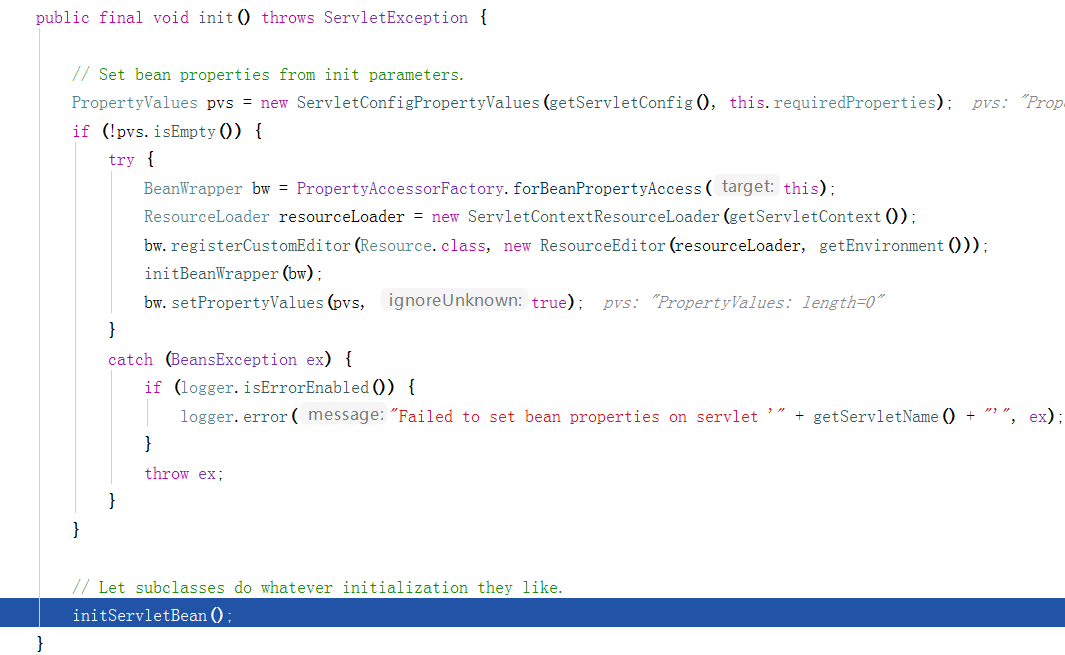 public final void init() throws ServletException {
// Set bean properties from init parameters.
PropertyValues pvs = new ServletConfigPropertyValues(getServletConfig(), this.requiredProperties); pvs: "Prop
if (!pvs.isEmpty()) {
try {
BeanWrapper bw = PropertyAccessorFactory.forBeanPropertyAccess( target: this);
ResourceLoader resourceLoader = new ServletContextResourceLoader(getServletContext());
bw.registerCustomEditor(Resource.class, new ResourceEditor(resourceLoader, getEnvironment()));
initBeanWrapper(bw);
bw.setPropertyValues(pvs, ignoreUnknown: true); pvs: "PropertyValues: length=0"
}
catch (BeansException ex) {
if (logger.isErrorEnabled()) {
logger.error( message: "Failed to set bean properties on servlet '" + getServletName() + "'", ex);
}
throw ex;
}
}
// Let subclasses do whatever initialization they like.
initServletBean();
}